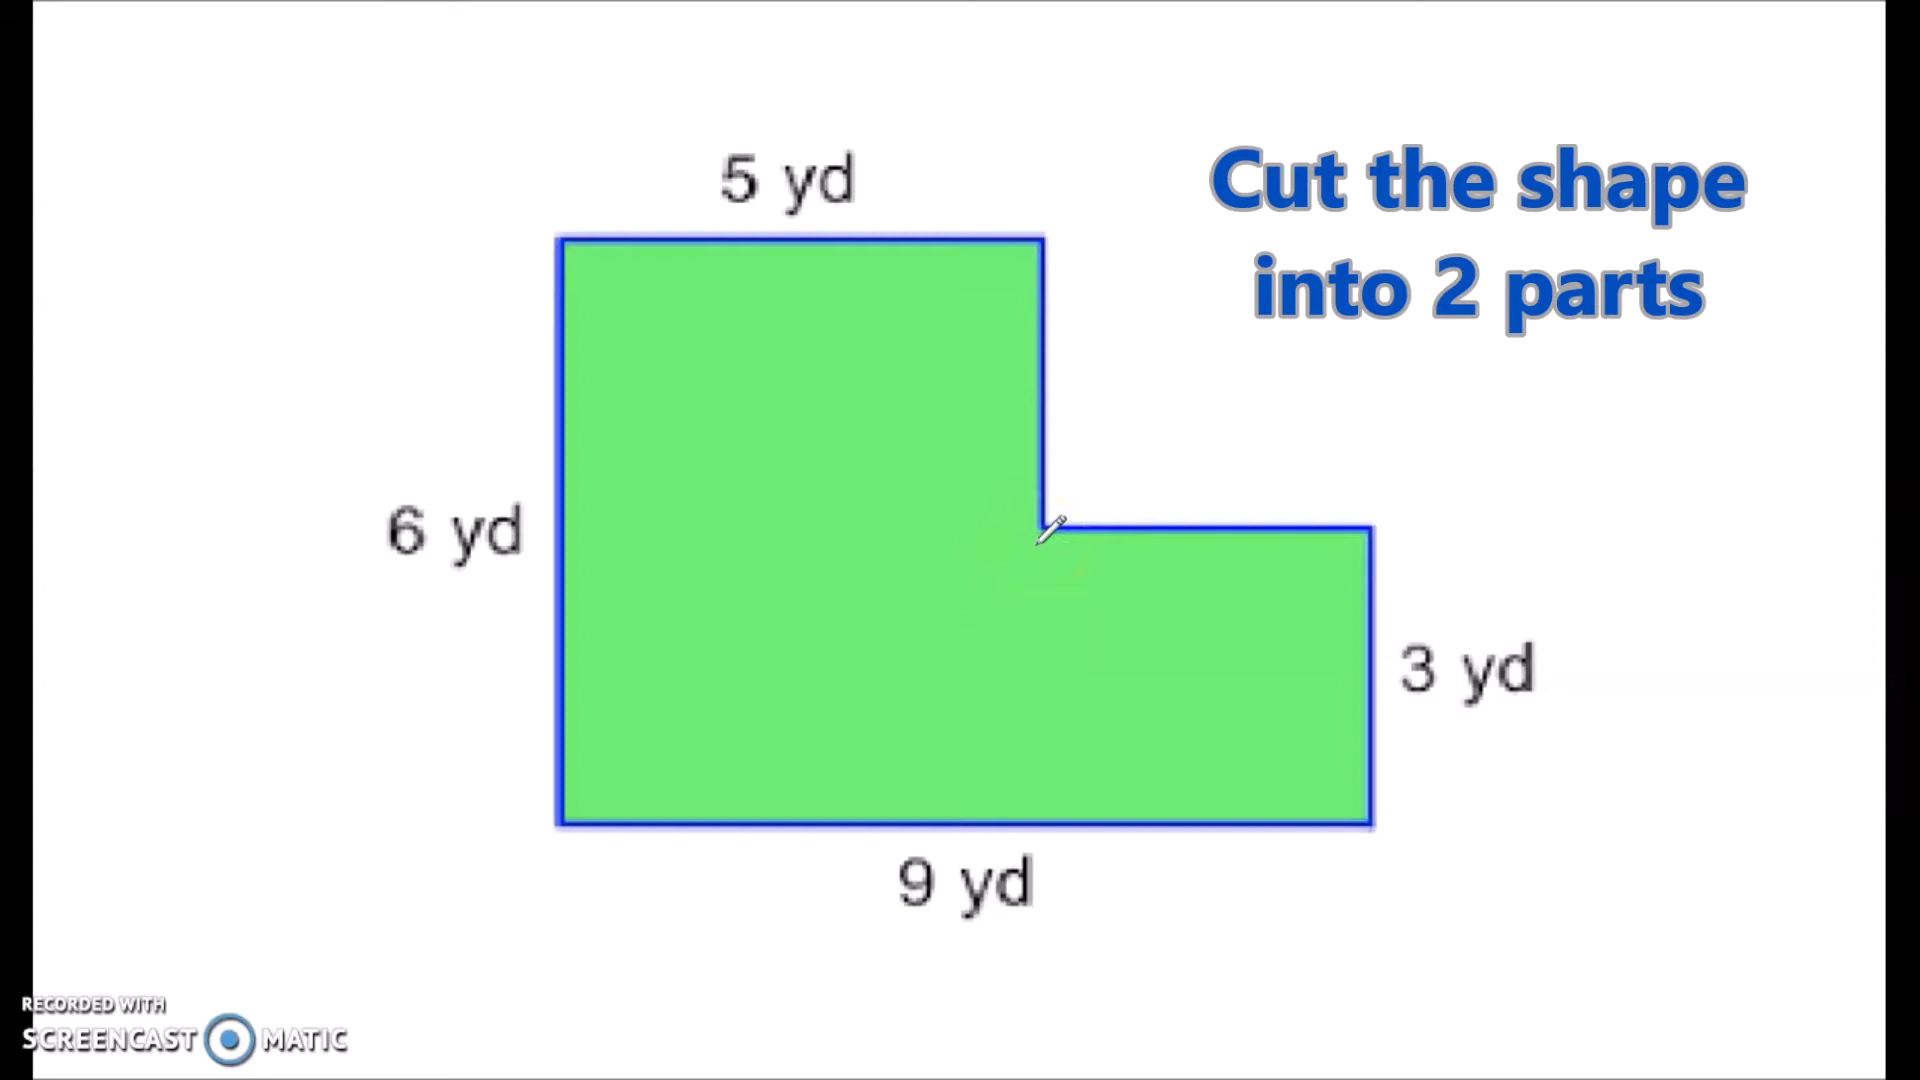 5 yd
Cut the shape
into 2 parts
6 yd
3 yd
9 yd
RECORDED WITH
SCREENCAST MATIC